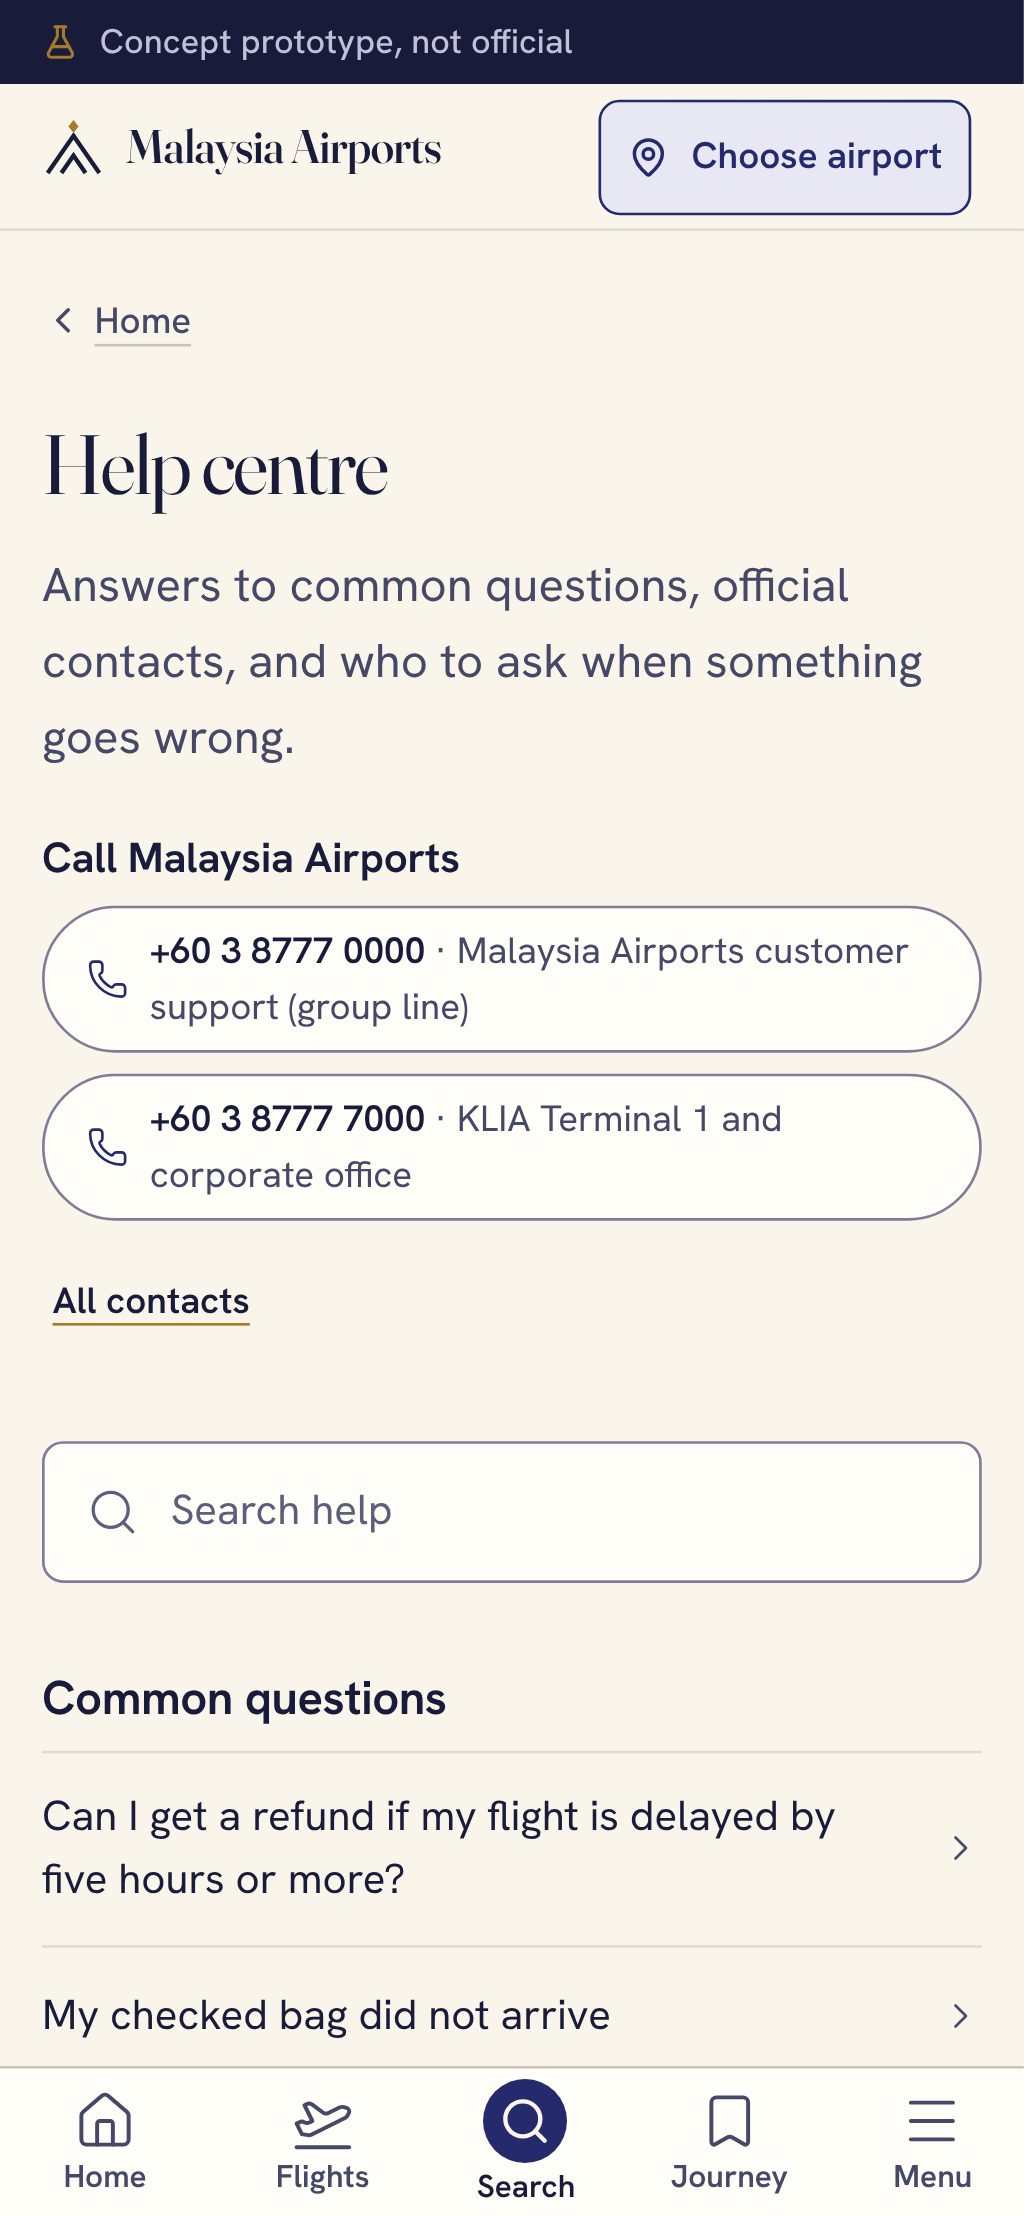 Concept prototype, not official
Malaysia Airports
Choose airport
Home
Help centre
Answers to common questions, official
contacts, and who to ask when something
goes wrong.
Call Malaysia Airports
+60 3 8777 0000 · Malaysia Airports customer
support (group line)
+60 3 8777 7000 · KLIA Terminal 1 and
corporate office
All contacts
Search help
Common questions
Can I get a refund if my flight is delayed by
five hours or more?
My checked bag did not arrive
Home
Flights
Search
Journey
Menu